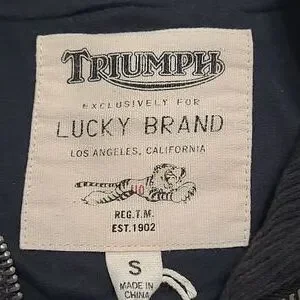 TRIUMPH
EXCLUSIVELY FOR
LUCKY BRAND
LOS ANGELES, CALIFORNIA
REG.T.M.
EST.1902
S
MADE IN
CHINA